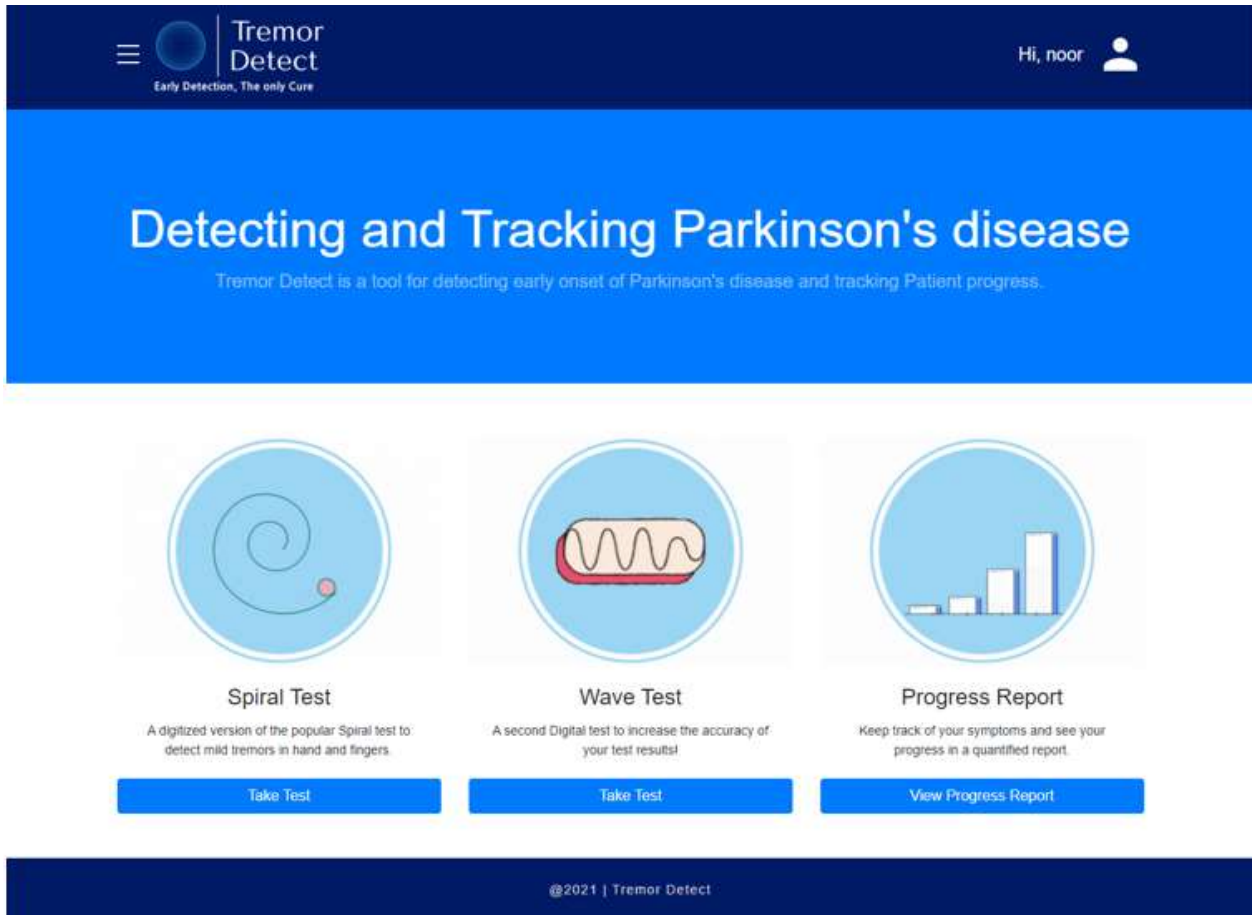 Tremor
Detect
Early Detection, The only Cure
Hi, noor
Detecting and Tracking Parkinson's disease
Tremor Detect is a tool for detecting early onset of Parkinson's disease and tracking Patient progress.
Spiral Test
A digitized version of the popular Spiral test to
detect mild tremors in hand and fingers.
Take Test
Wave Test
A second Digital test to increase the accuracy of
your test results!
Take Test
Progress Report
Keep track of your symptoms and see your
progress in a quantified report.
View Progress Report
@2021 | Tremor Detect